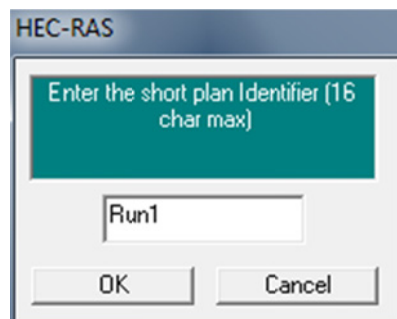 HEC-RAS
Enter the short plan Identifier (16
char max)
Run1
OK
Cancel